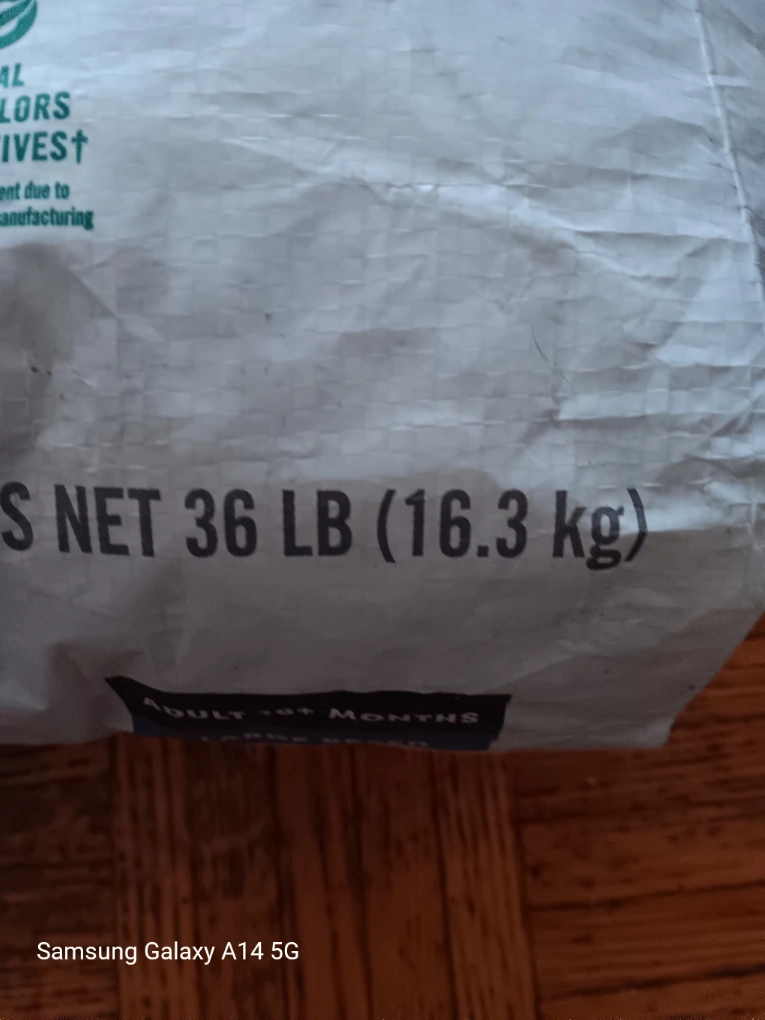 AL
LORS
IVES†
ent due to
anufacturing
S NET 36 LB (16.3 kg)
ADULT MONTHS
Samsung Galaxy A14 5G